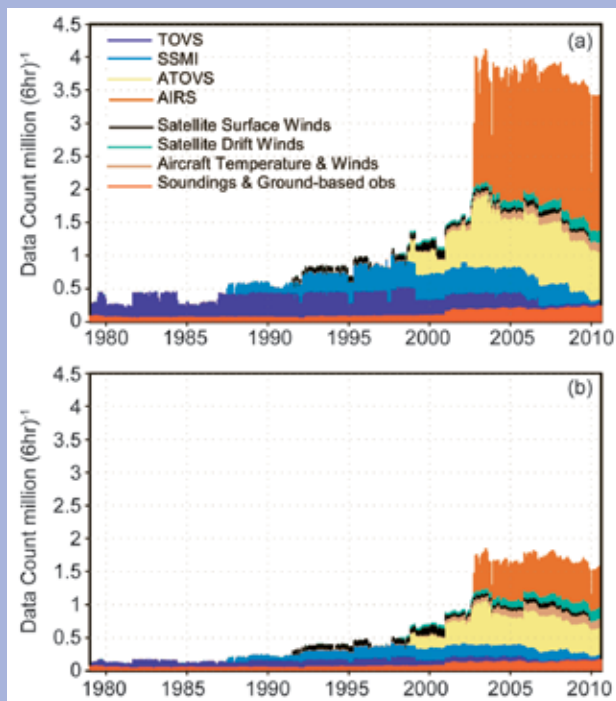 4.5
4
3.5
3
2.5
2
1.5
1
0.5
0
Data Count million (6hr)-1
(a)
TOVS
SSMI
ATOVS
AIRS
Satellite Surface Winds
Satellite Drift Winds
Aircraft Temperature & Winds
Soundings & Ground-based obs
1980 1985 1990 1995 2000 2005 2010
4.5
4
3.5
3
2.5
2
1.5
1
0.5
0
Data Count million (6hr)-1
(b)
1980 1985 1990 1995 2000 2005 2010